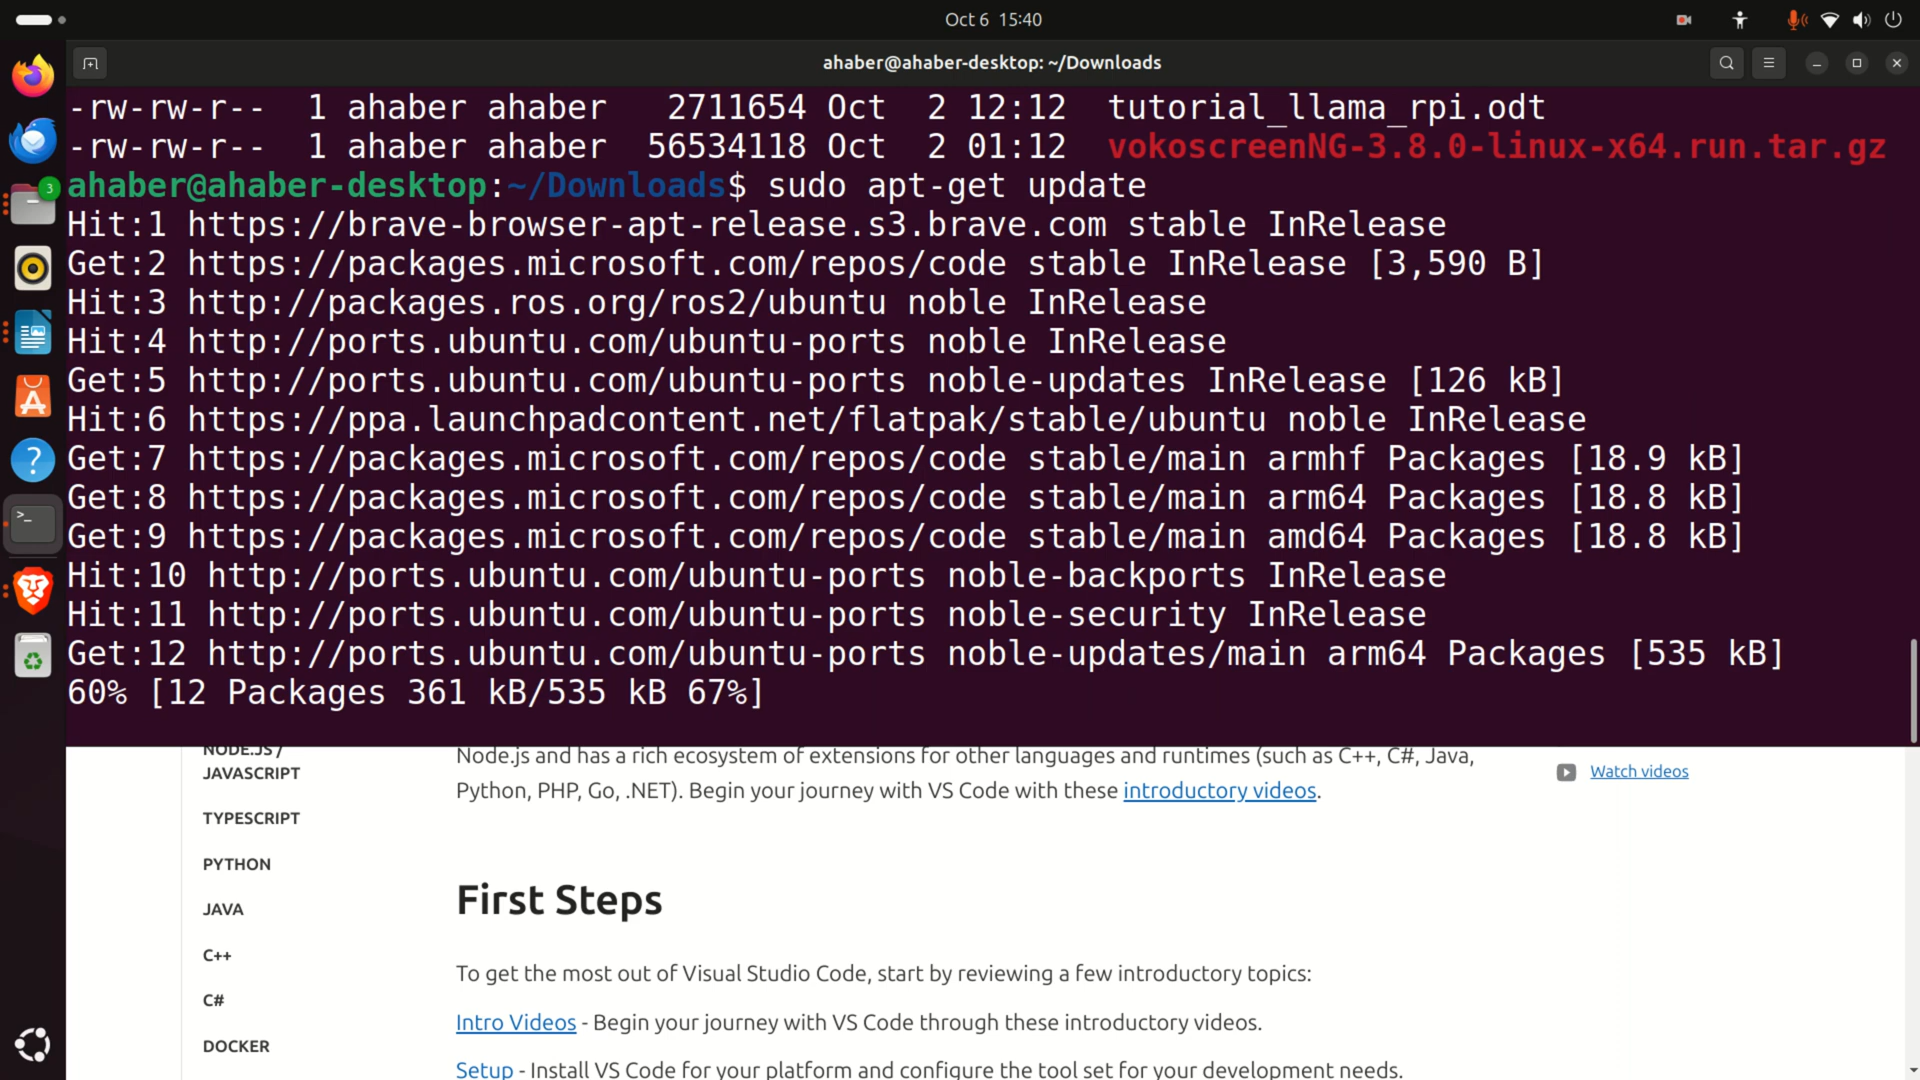 Oct 6 15:40
ahaber@ahaber-desktop: ~/Downloads
-rw-rw-r-- 1 ahaber ahaber 2711654 Oct 2 12:12 tutorial_llama_rpi.odt
-rw-rw-r-- 1 ahaber ahaber 56534118 Oct 2 01:12 vokoscreenNG-3.8.0-linux-x64.run.tar.gz
ahaber@ahaber-desktop:~/Downloads$ sudo apt-get update
Hit:1 https://brave-browser-apt-release.s3.brave.com stable InRelease
Get:2 https://packages.microsoft.com/repos/code stable InRelease [3,590 B]
Hit:3 http://packages.ros.org/ros2/ubuntu noble InRelease
Hit:4 http://ports.ubuntu.com/ubuntu-ports noble InRelease
Get:5 http://ports.ubuntu.com/ubuntu-ports noble-updates InRelease [126 kB]
Hit:6 https://ppa.launchpadcontent.net/flatpak/stable/ubuntu noble InRelease
Get:7 https://packages.microsoft.com/repos/code stable/main armhf Packages [18.9 kB]
Get:8 https://packages.microsoft.com/repos/code stable/main arm64 Packages [18.8 kB]
Get:9 https://packages.microsoft.com/repos/code stable/main amd64 Packages [18.8 kB]
Hit:10 http://ports.ubuntu.com/ubuntu-ports noble-backports InRelease
Hit:11 http://ports.ubuntu.com/ubuntu-ports noble-security InRelease
Get:12 http://ports.ubuntu.com/ubuntu-ports noble-updates/main arm64 Packages [535 kB]
60% [12 Packages 361 kB/535 kB 67%]
3
NODE.JS /
JAVASCRIPT
TYPESCRIPT
PYTHON
JAVA
C++
C#
DOCKER
Node.js and has a rich ecosystem of extensions for other languages and runtimes (such as C++, C#, Java,
Python, PHP, Go, .NET). Begin your journey with VS Code with these introductory videos.
First Steps
To get the most out of Visual Studio Code, start by reviewing a few introductory topics:
Intro Videos - Begin your journey with VS Code through these introductory videos.
Setup - Install VS Code for your platform and configure the tool set for your development needs.
Watch videos